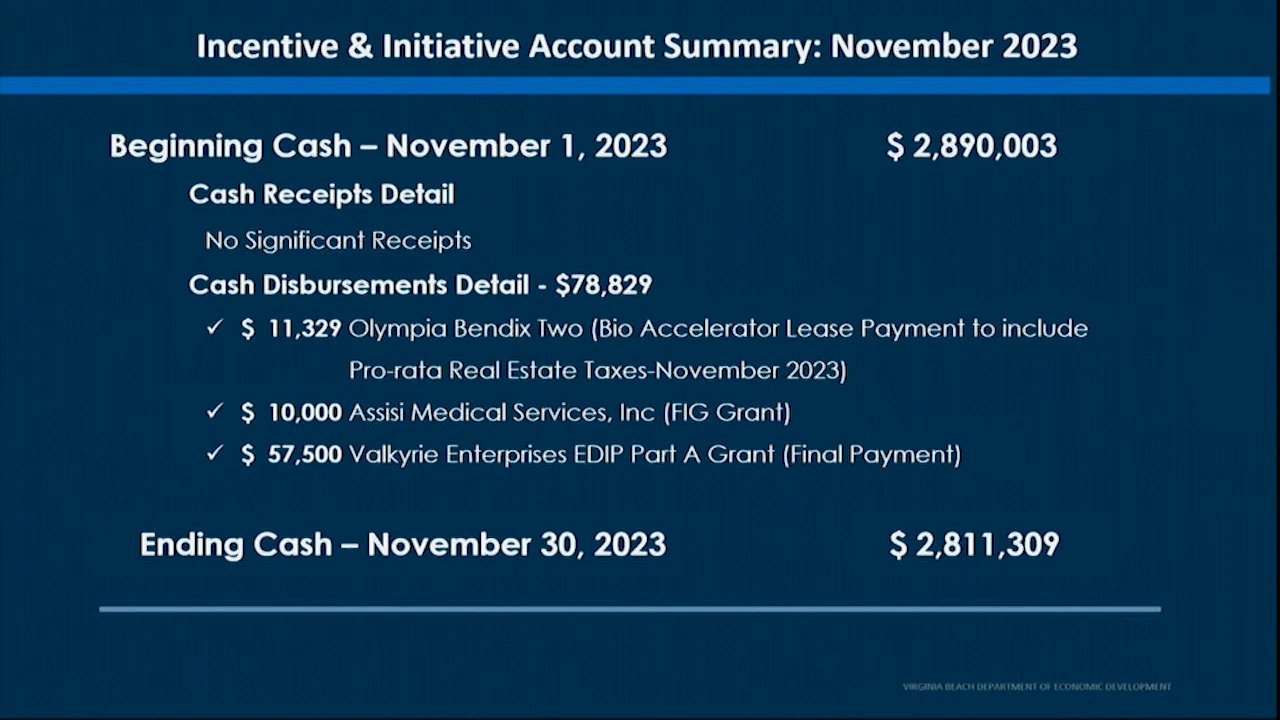 Incentive & Initiative Account Summary: November 2023
Beginning Cash – November 1, 2023 $ 2,890,003
Cash Receipts Detail
No Significant Receipts
Cash Disbursements Detail - $78,829
✓ $ 11,329 Olympia Bendix Two (Bio Accelerator Lease Payment to include
Pro-rata Real Estate Taxes-November 2023)
✓ $ 10,000 Assisi Medical Services, Inc (FIG Grant)
✓ $ 57,500 Valkyrie Enterprises EDIP Part A Grant (Final Payment)
Ending Cash – November 30, 2023 $ 2,811,309
VIRGINIA BEACH DEPARTMENT OF ECONOMIC DEVELOPMENT